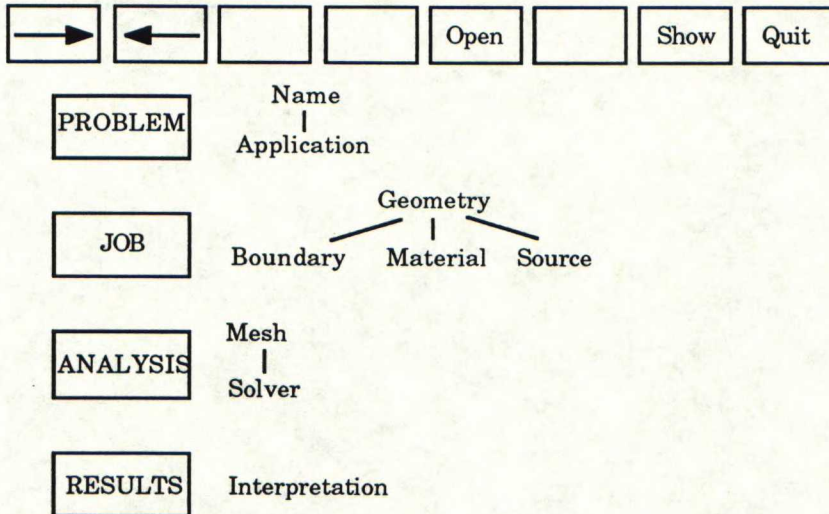 Open Show Quit
PROBLEM
Name
Application
JOB
Geometry
Boundary Material Source
ANALYSIS
Mesh
Solver
RESULTS Interpretation